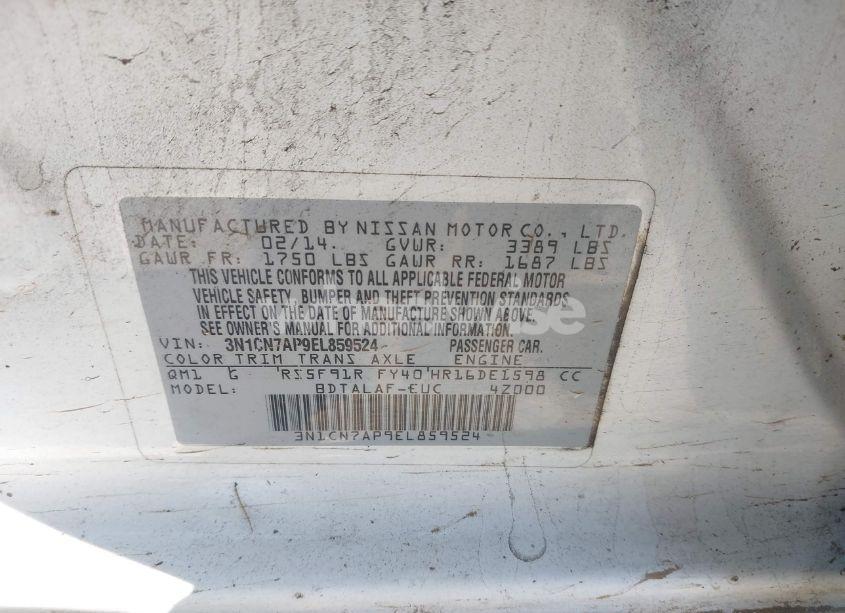 MANUFACTURED BY NISSAN MOTOR CO., LTD.
DATE: 02/14. GVWR: 3389 LBS
GAWR FR: 1750 LBS GAWR RR: 1687 LBS
THIS VEHICLE CONFORMS TO ALL APPLICABLE FEDERAL MOTOR
VEHICLE SAFETY, BUMPER AND THEFT PREVENTION STANDARDS
IN EFFECT ON THE DATE OF MANUFACTURE SHOWN ABOVE.
SEE OWNER'S MANUAL FOR ADDITIONAL INFORMATION.
VIN: 3N1CN7AP9EL859524 PASSENGER CAR.
COLOR TRIM TRANS AXLE ENGINE
QM1 G RS5F91R FY40 HR16DE1598 CC
MODEL: BDTALAF-EUC 4Z000
3N1CN7AP9EL859524